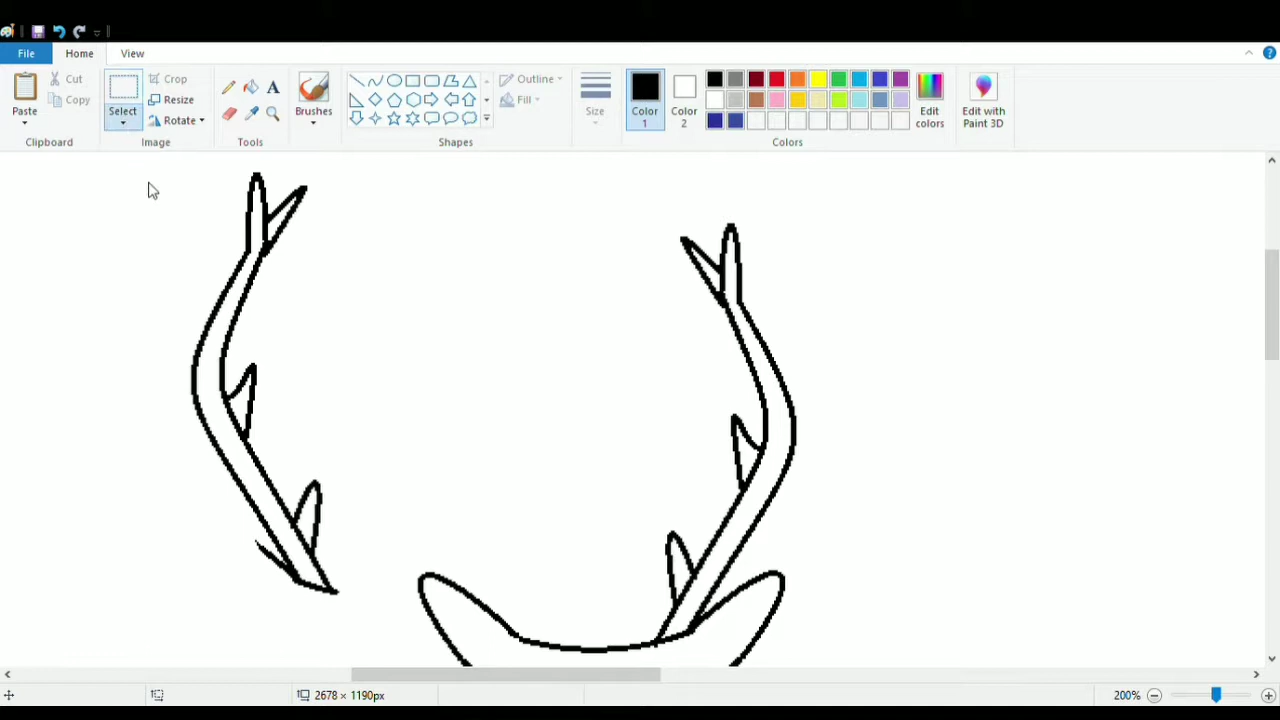 File Home View
Cut
Copy
Paste
Clipboard
Select
Crop
Resize
Rotate
Image
A
Tools
Brushes
Shapes
Outline
Fill
Size
Color 1
Color 2
Colors
Edit colors
Edit with Paint 3D
2678 × 1190px
200%